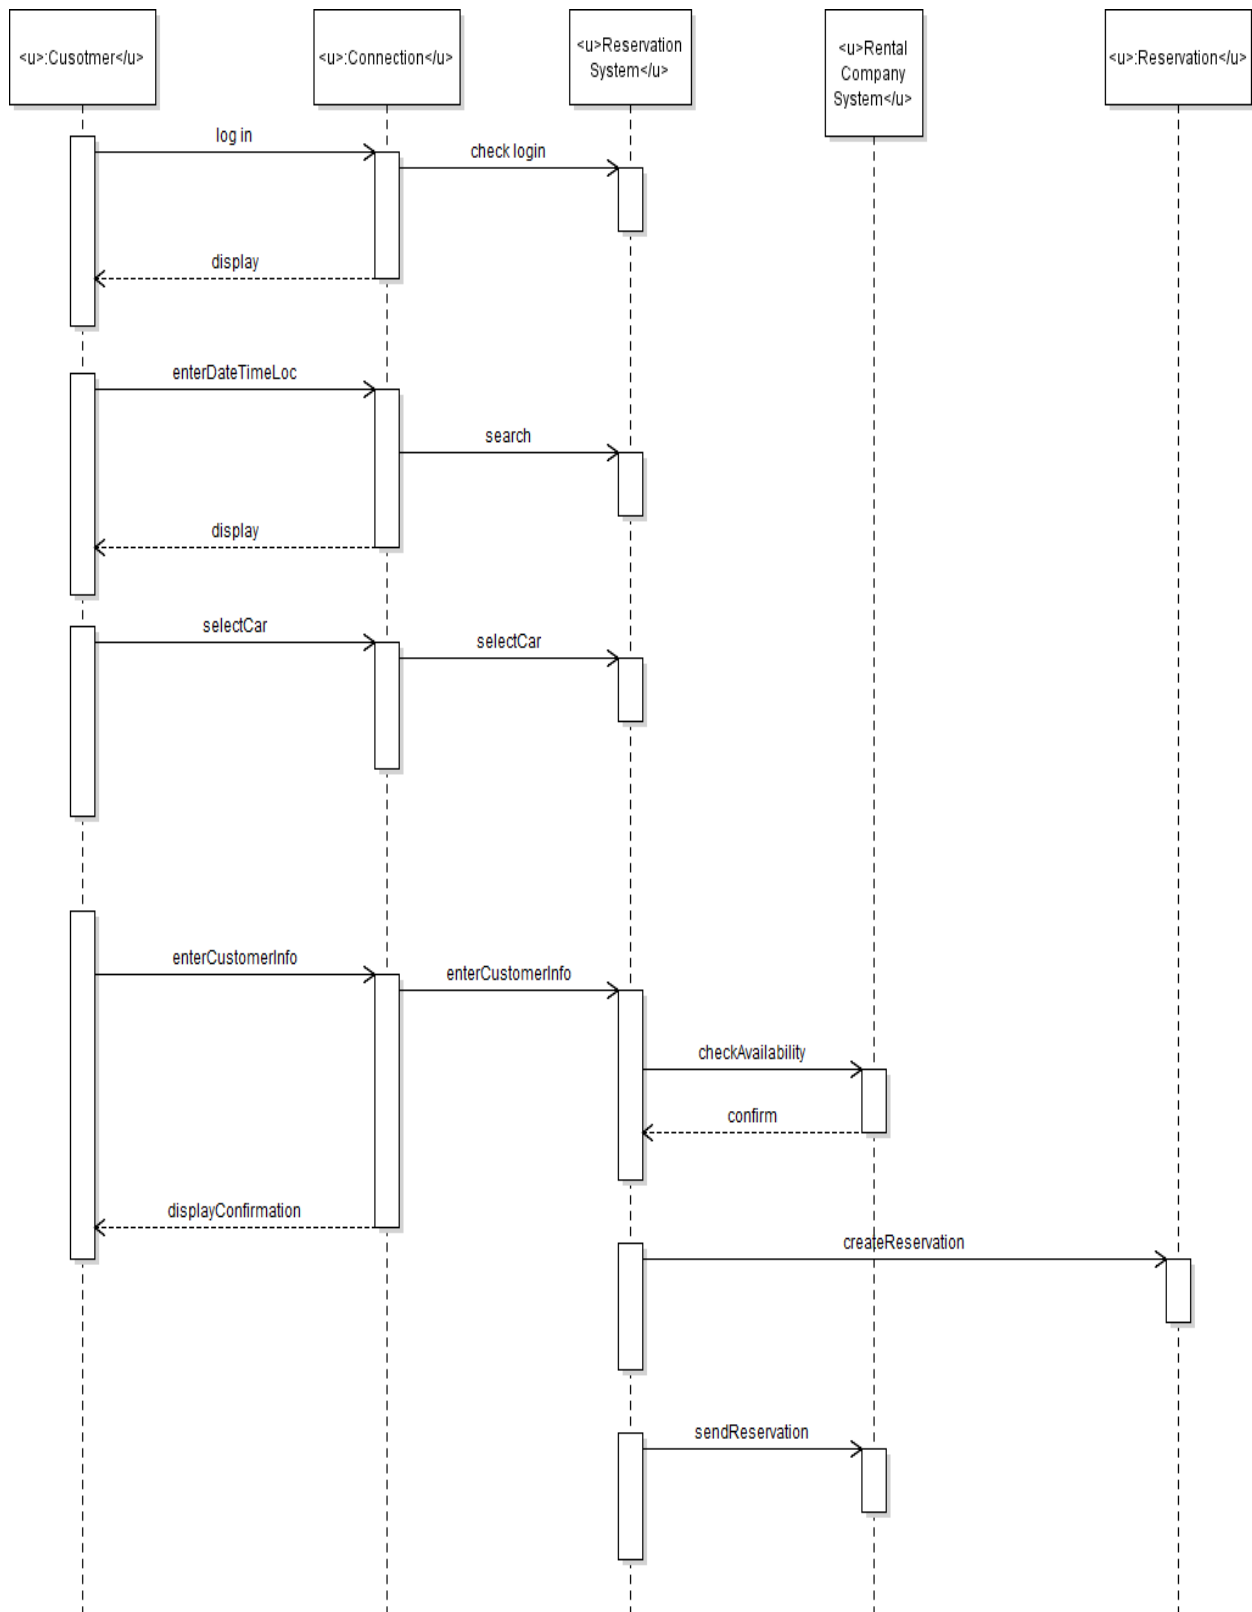 <u>:Cusotmer</u>
<u>:Connection</u>
<u>Reservation
System</u>
<u>Rental
Company
System</u>
<u>:Reservation</u>
log in
check login
display
enterDateTimeLoc
search
display
selectCar
selectCar
enterCustomerInfo
enterCustomerInfo
checkAvailability
confirm
displayConfirmation
createReservation
sendReservation